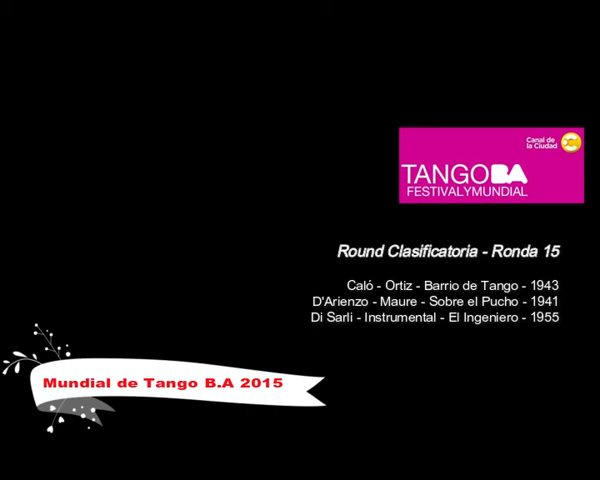 Canal de
la Ciudad
TANGOBA
FESTIVALYMUNDIAL
Round Clasificatoria - Ronda 15
Caló - Ortiz - Barrio de Tango - 1943
D'Arienzo - Maure - Sobre el Pucho - 1941
Di Sarli - Instrumental - El Ingeniero - 1955
Mundial de Tango B.A 2015